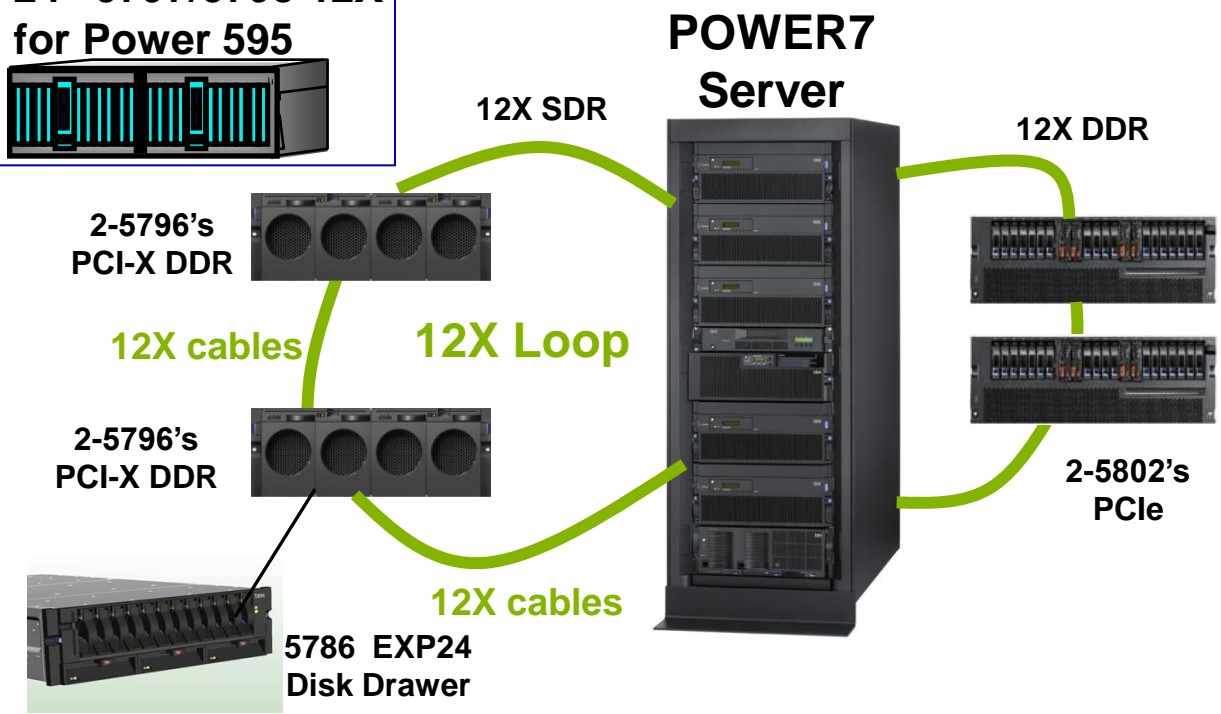 for Power 595
POWER7
Server
12X SDR
12X DDR
2-5796's
PCI-X DDR
12X cables
12X Loop
2-5796's
PCI-X DDR
2-5802's
PCIe
12X cables
5786 EXP24
Disk Drawer